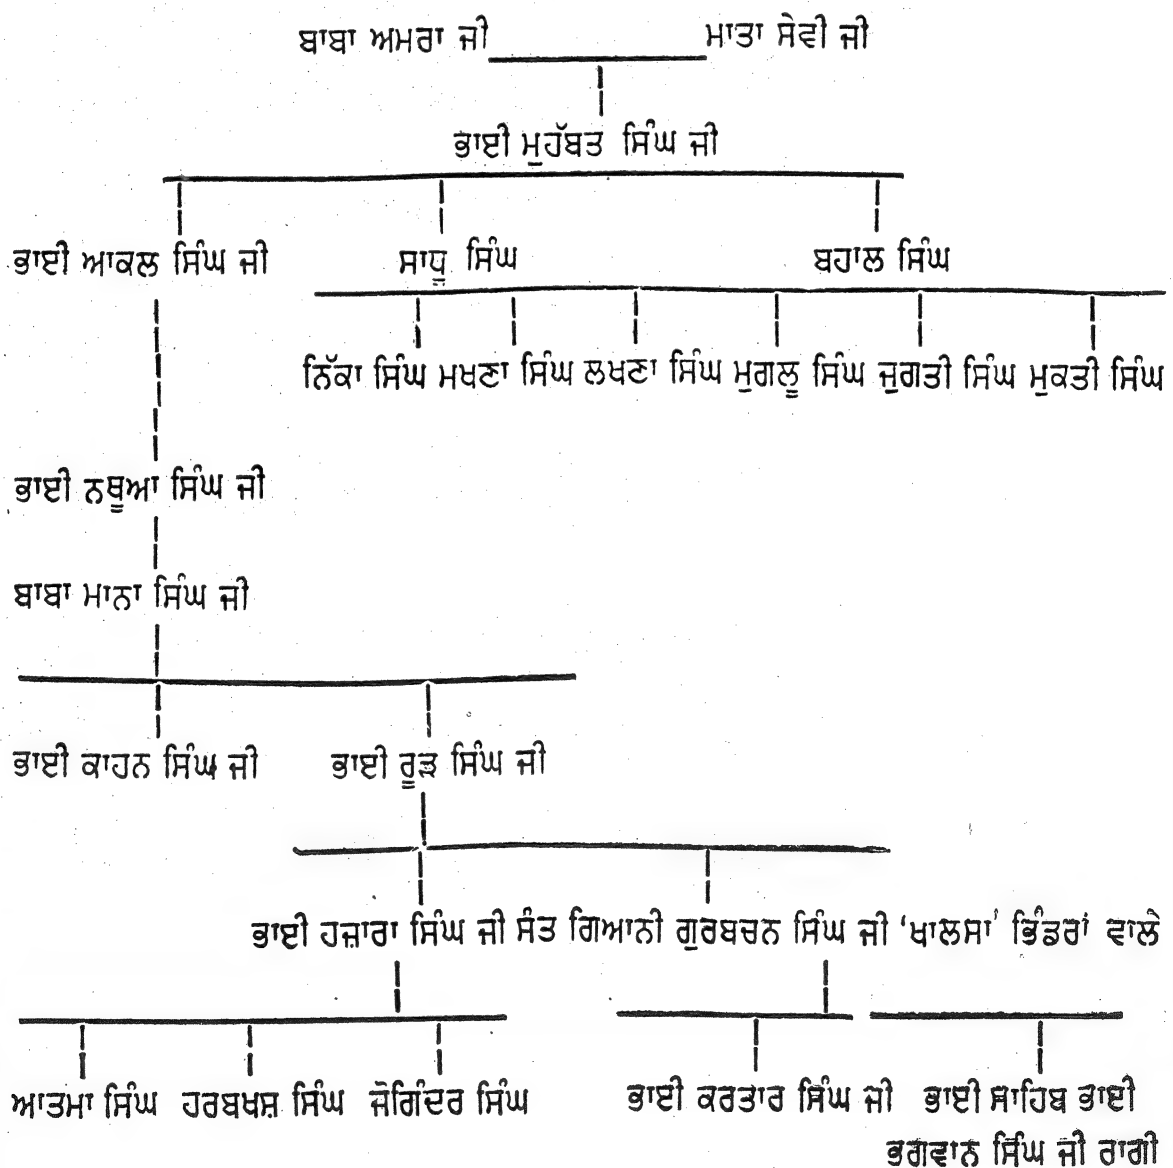 ਬਾਬਾ ਅਮਰਾ ਜੀ ਮਾਤਾ ਸੇਵੀ ਜੀ
ਭਾਈ ਮੁਹੱਬਤ ਸਿੰਘ ਜੀ
ਭਾਈ ਆਕਲ ਸਿੰਘ ਜੀ ਸਾਧੂ ਸਿੰਘ ਬਹਾਲ ਸਿੰਘ
ਨਿੱਕਾ ਸਿੰਘ ਮਖਣਾ ਸਿੰਘ ਲਖਣਾ ਸਿੰਘ ਮੁਗਲੂ ਸਿੰਘ ਜੁਗਤੀ ਸਿੰਘ ਮੁਕਤੀ ਸਿੰਘ
ਭਾਈ ਨਥੂਆ ਸਿੰਘ ਜੀ
ਬਾਬਾ ਮਾਨਾ ਸਿੰਘ ਜੀ
ਭਾਈ ਕਾਹਨ ਸਿੰਘ ਜੀ ਭਾਈ ਰੂੜ ਸਿੰਘ ਜੀ
ਭਾਈ ਹਜ਼ਾਰਾ ਸਿੰਘ ਜੀ ਸੰਤ ਗਿਆਨੀ ਗੁਰਬਚਨ ਸਿੰਘ ਜੀ ‘ਖਾਲਸਾ’ ਭਿੰਡਰਾਂ ਵਾਲੇ
ਆਤਮਾ ਸਿੰਘ ਹਰਬਖਸ਼ ਸਿੰਘ ਜੋਗਿੰਦਰ ਸਿੰਘ ਭਾਈ ਕਰਤਾਰ ਸਿੰਘ ਜੀ ਭਾਈ ਸਾਹਿਬ ਭਾਈ
ਭਗਵਾਨ ਸਿੰਘ ਜੀ ਰਾਗੀ